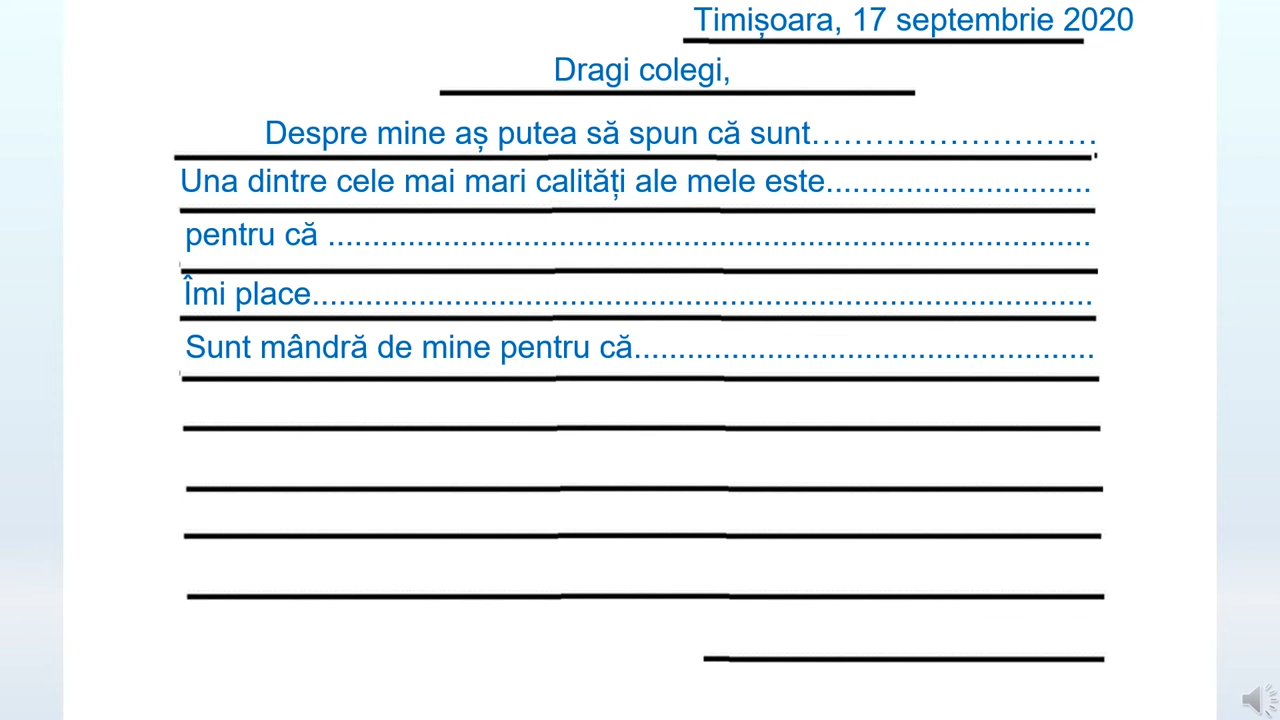 Timișoara, 17 septembrie 2020
Dragi colegi,
Despre mine aș putea să spun că sunt………………………….
Una dintre cele mai mari calități ale mele este..............................
pentru că ......................................................................................
Îmi place........................................................................................
Sunt mândră de mine pentru că....................................................